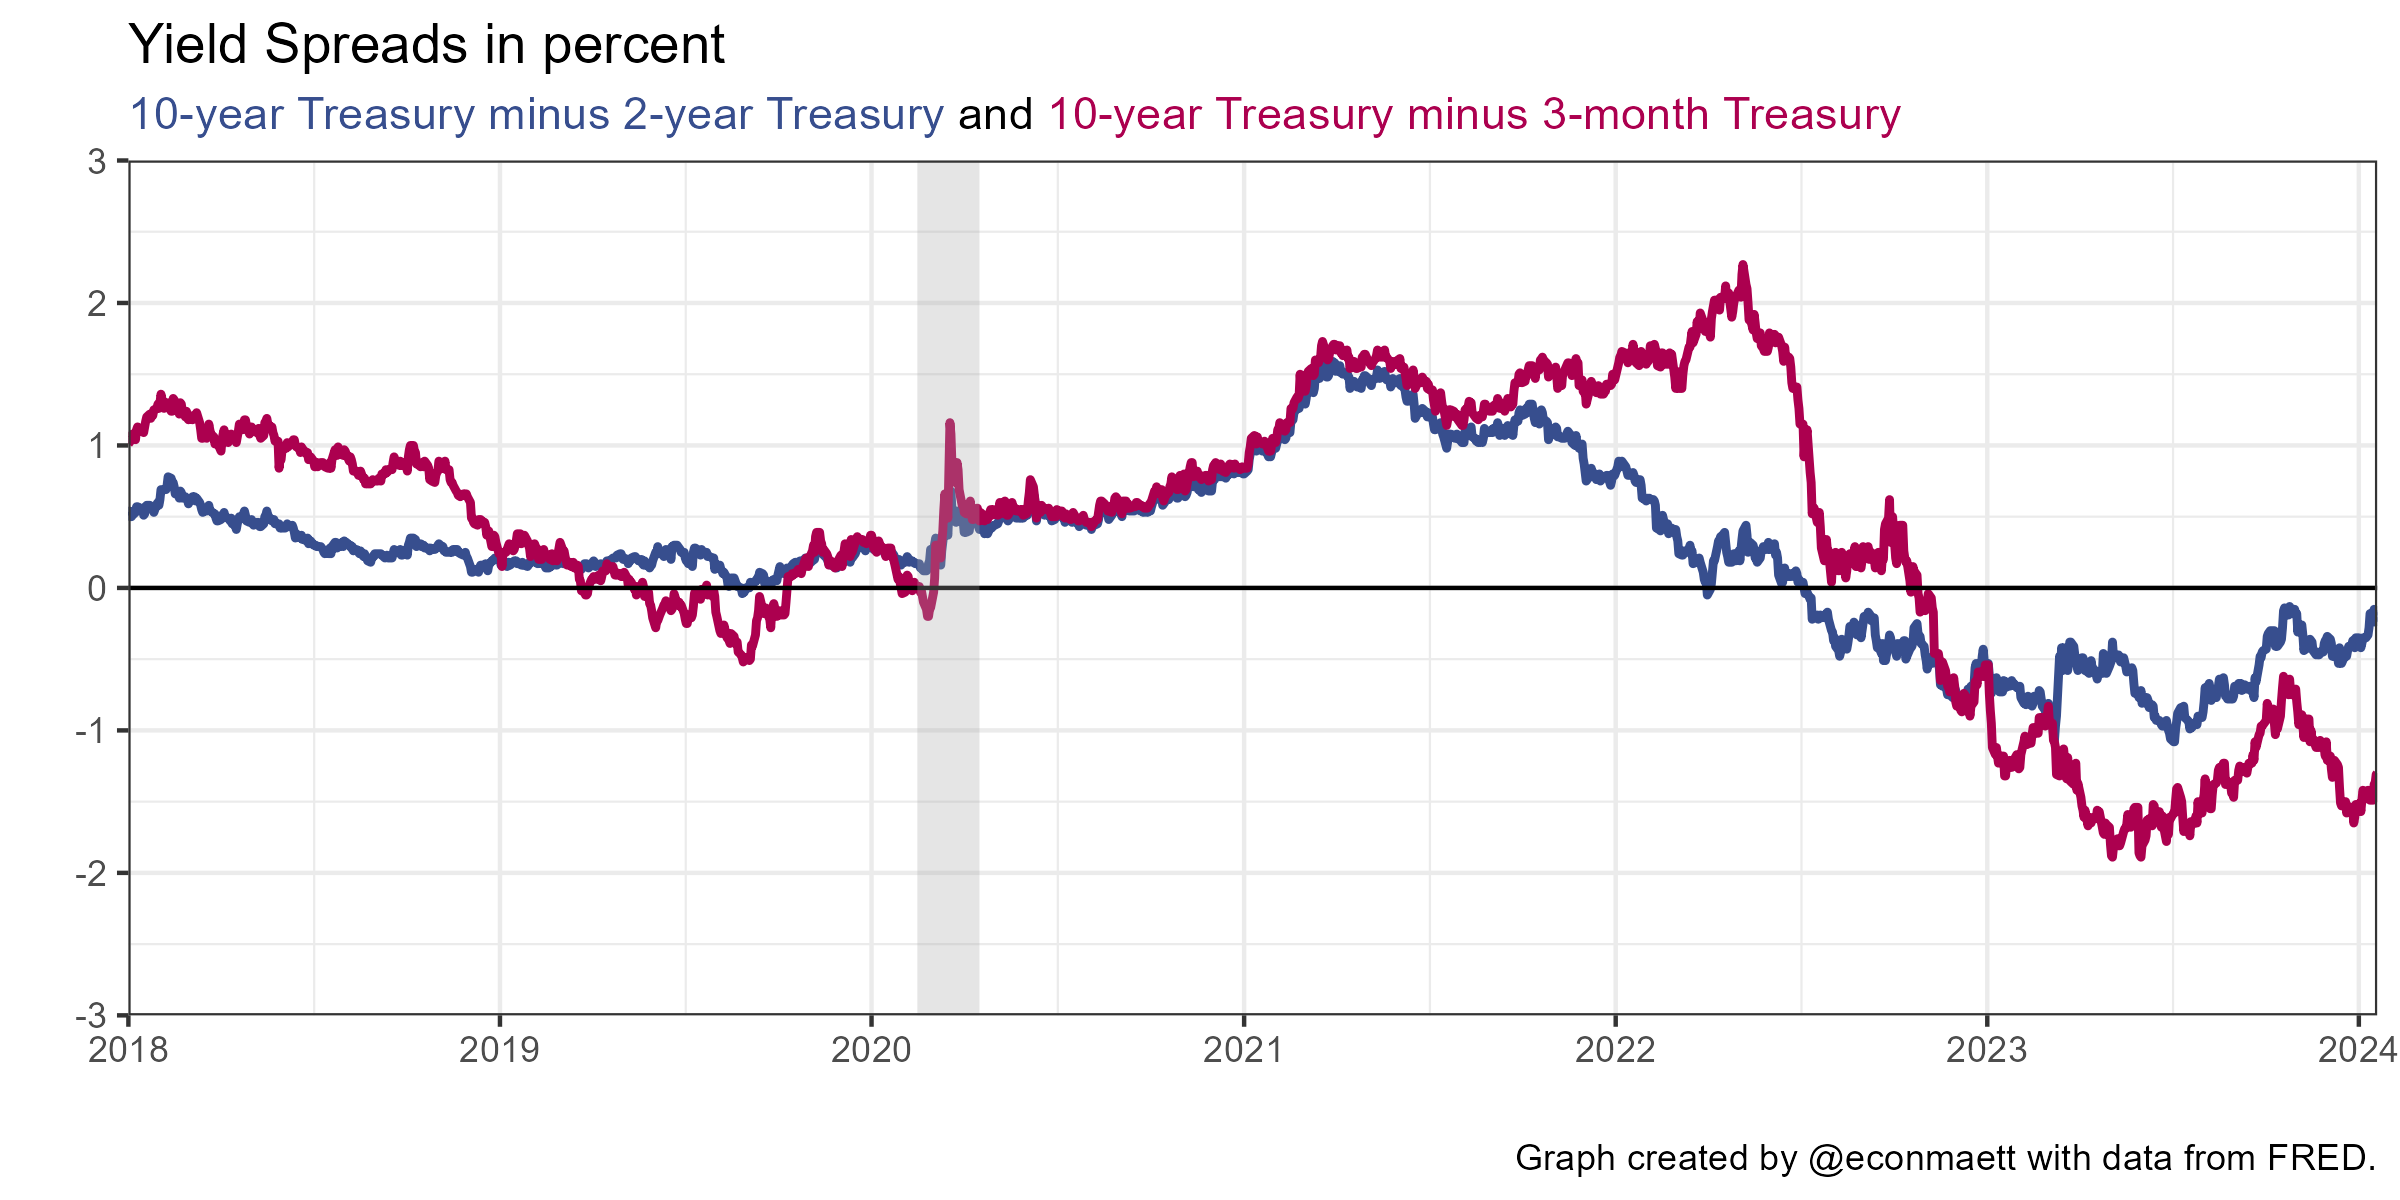 Yield Spreads in percent
10-year Treasury minus 2-year Treasury and 10-year Treasury minus 3-month Treasury
3
2
1
0
-1
-2
-3
2018 2019 2020 2021 2022 2023 2024
Graph created by @econmaett with data from FRED.